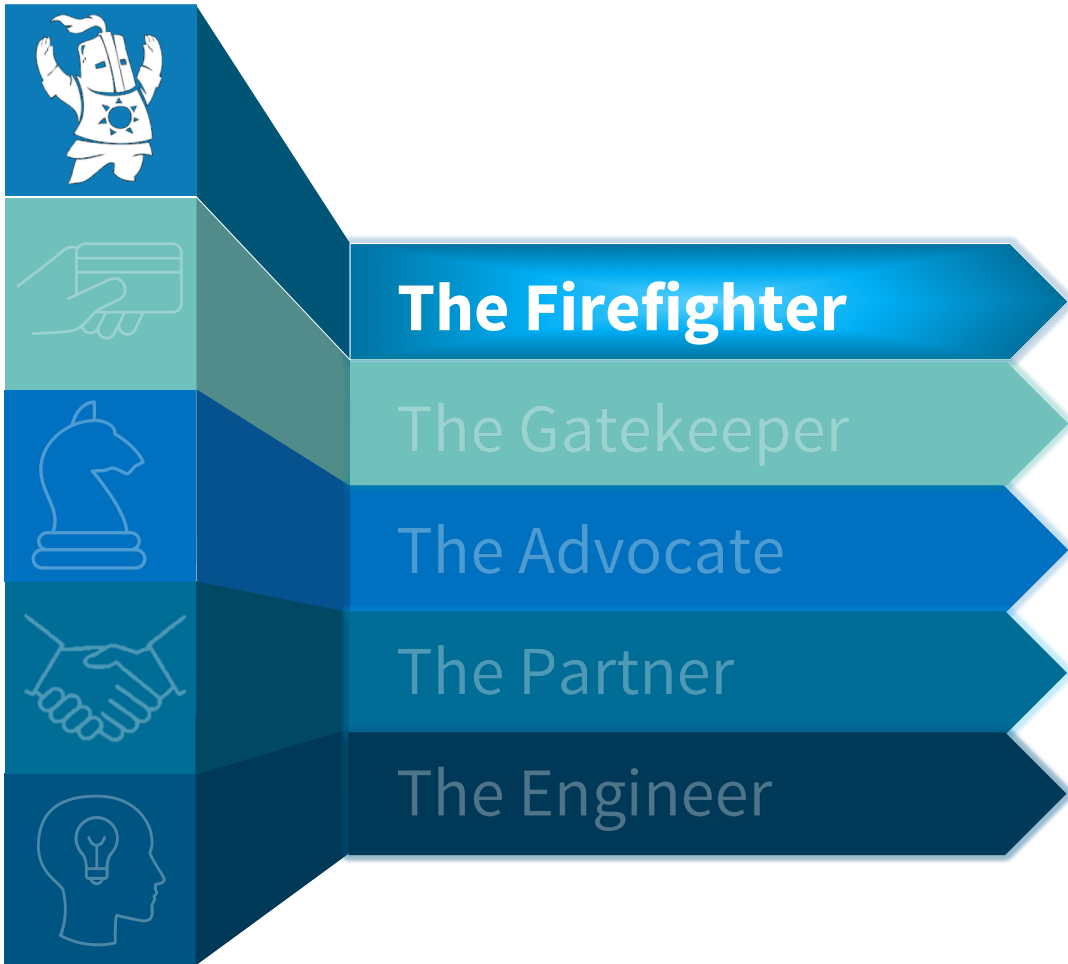 The Firefighter
The Gatekeeper
The Advocate
The Partner
The Engineer